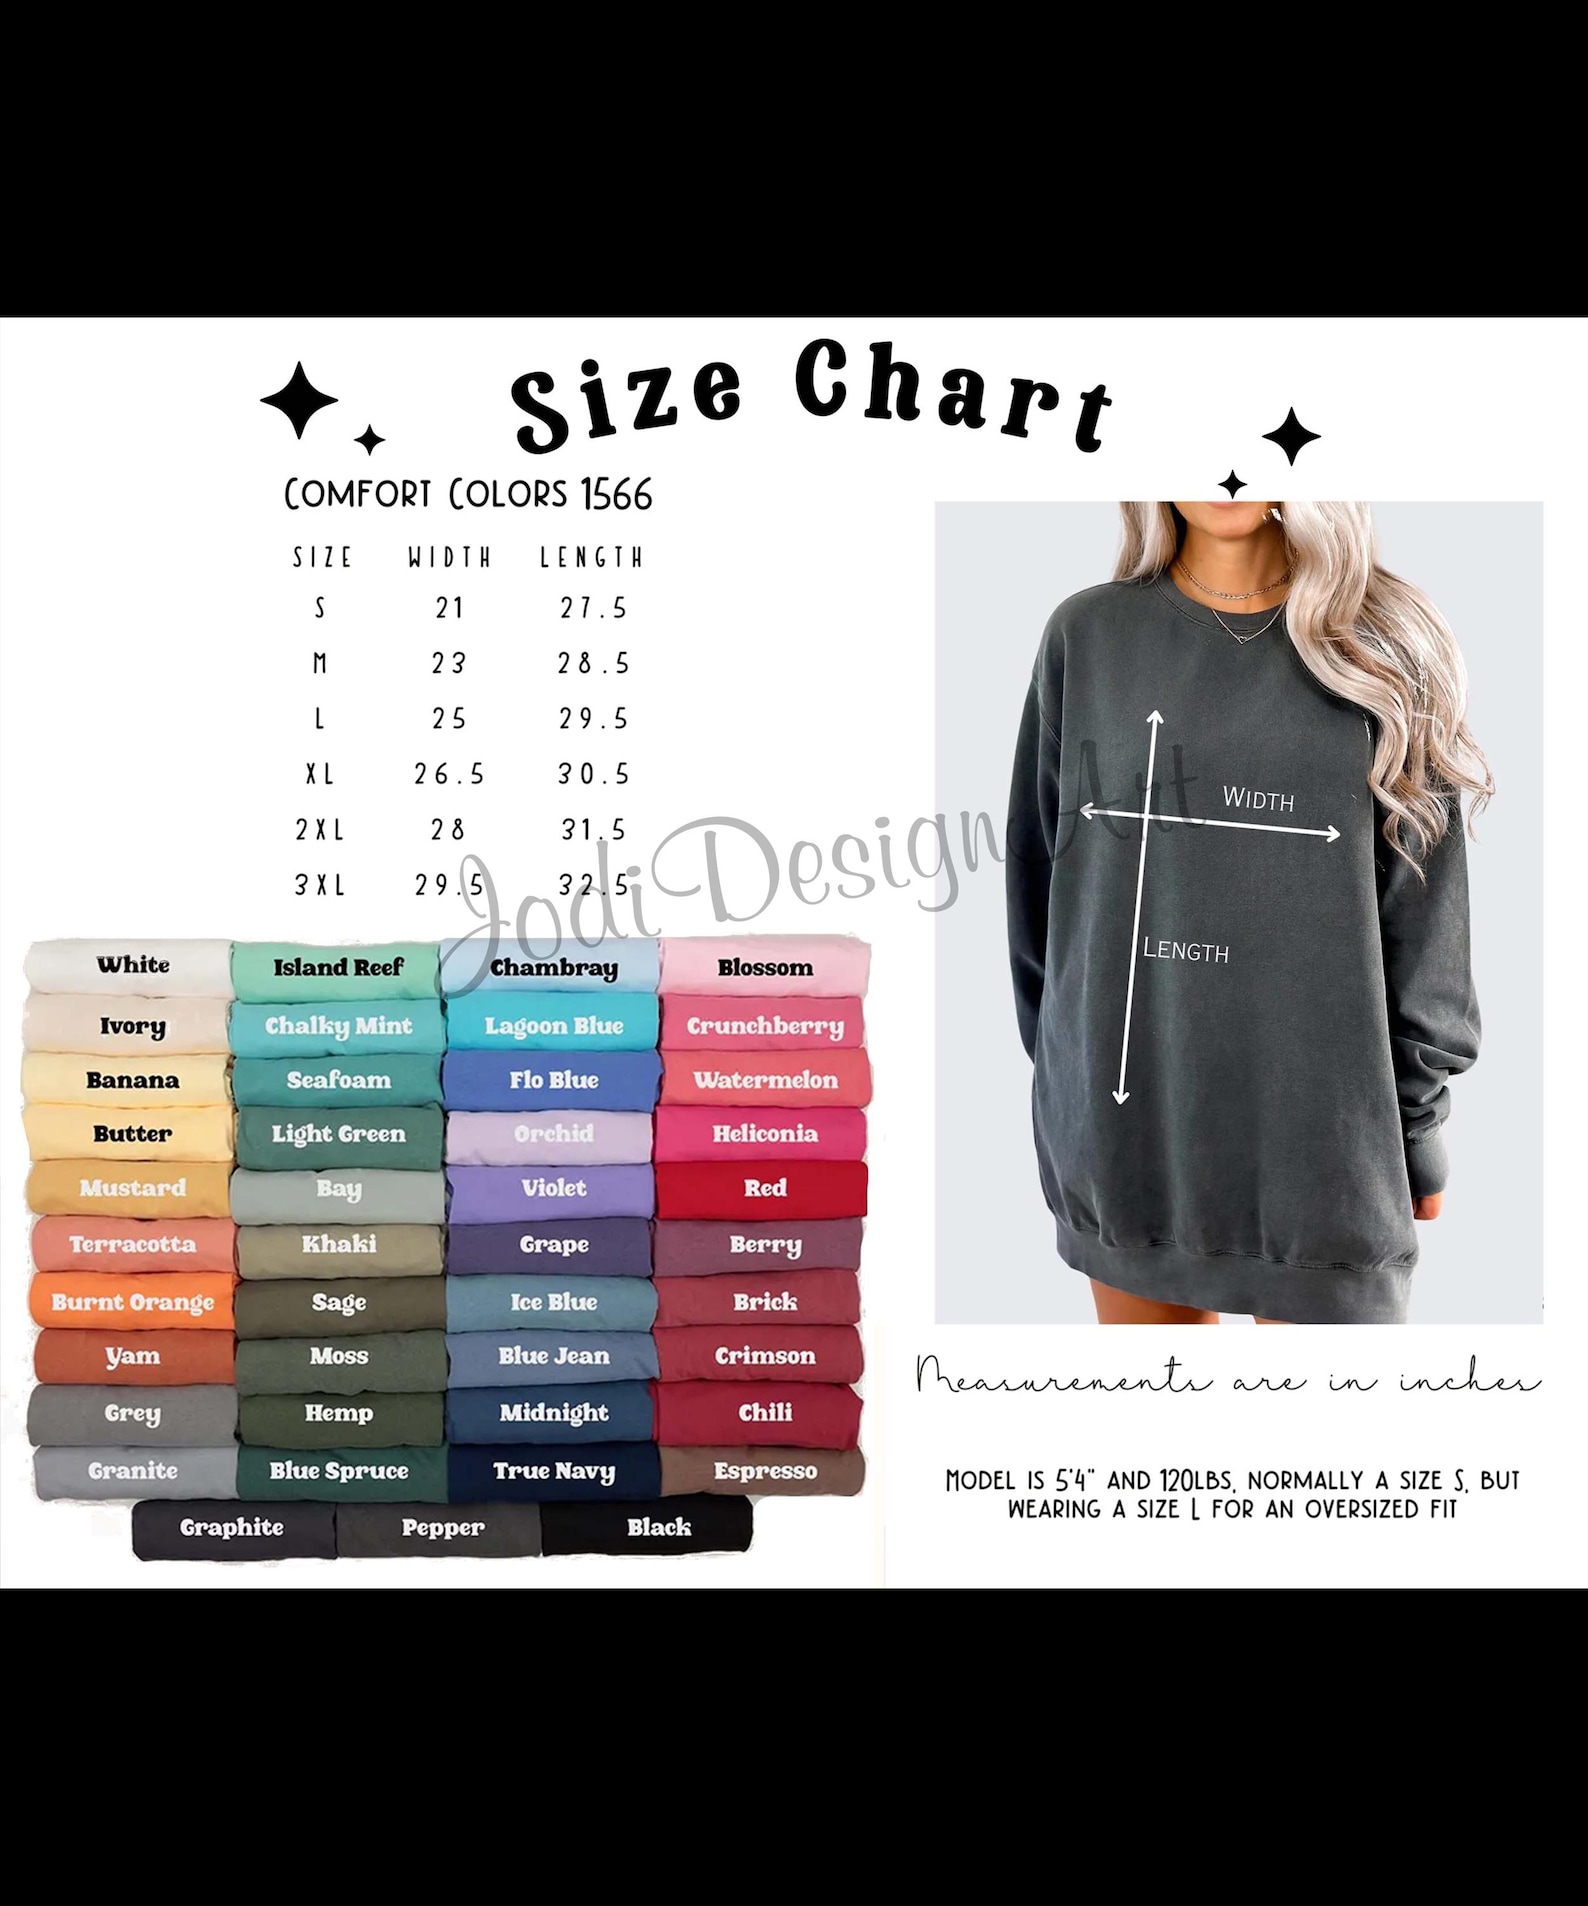 Size Chart
COMFORT COLORS 1566
SIZE WIDTH LENGTH
S 21 27.5
M 23 28.5
L 25 29.5
XL 26.5 30.5
2XL 28 31.5
3XL 29.5 32.5
JodiDesignArt
WIDTH
LENGTH
White Island Reef Chambray Blossom
Ivory Chalky Mint Lagoon Blue Crunchberry
Banana Seafoam Flo Blue Watermelon
Butter Light Green Orchid Heliconia
Mustard Bay Violet Red
Terracotta Khaki Grape Berry
Burnt Orange Sage Ice Blue Brick
Yam Moss Blue Jean Crimson
Grey Hemp Midnight Chili
Granite Blue Spruce True Navy Espresso
Graphite Pepper Black
Measurements are in inches
MODEL IS 5'4" AND 120LBS, NORMALLY A SIZE S, BUT
WEARING A SIZE L FOR AN OVERSIZED FIT